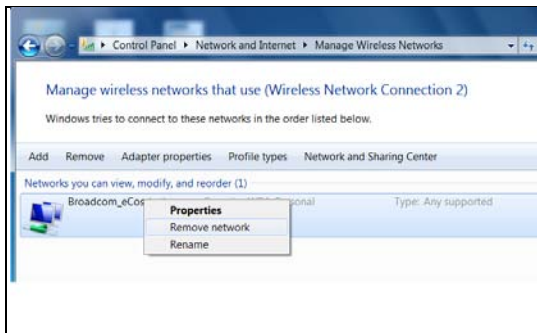 Control Panel ▸ Network and Internet ▸ Manage Wireless Networks
Manage wireless networks that use (Wireless Network Connection 2)
Windows tries to connect to these networks in the order listed below.
Add Remove Adapter properties Profile types Network and Sharing Center
Networks you can view, modify, and reorder (1)
Broadcom_eCos Type: Any supported
Properties
Remove network
Rename